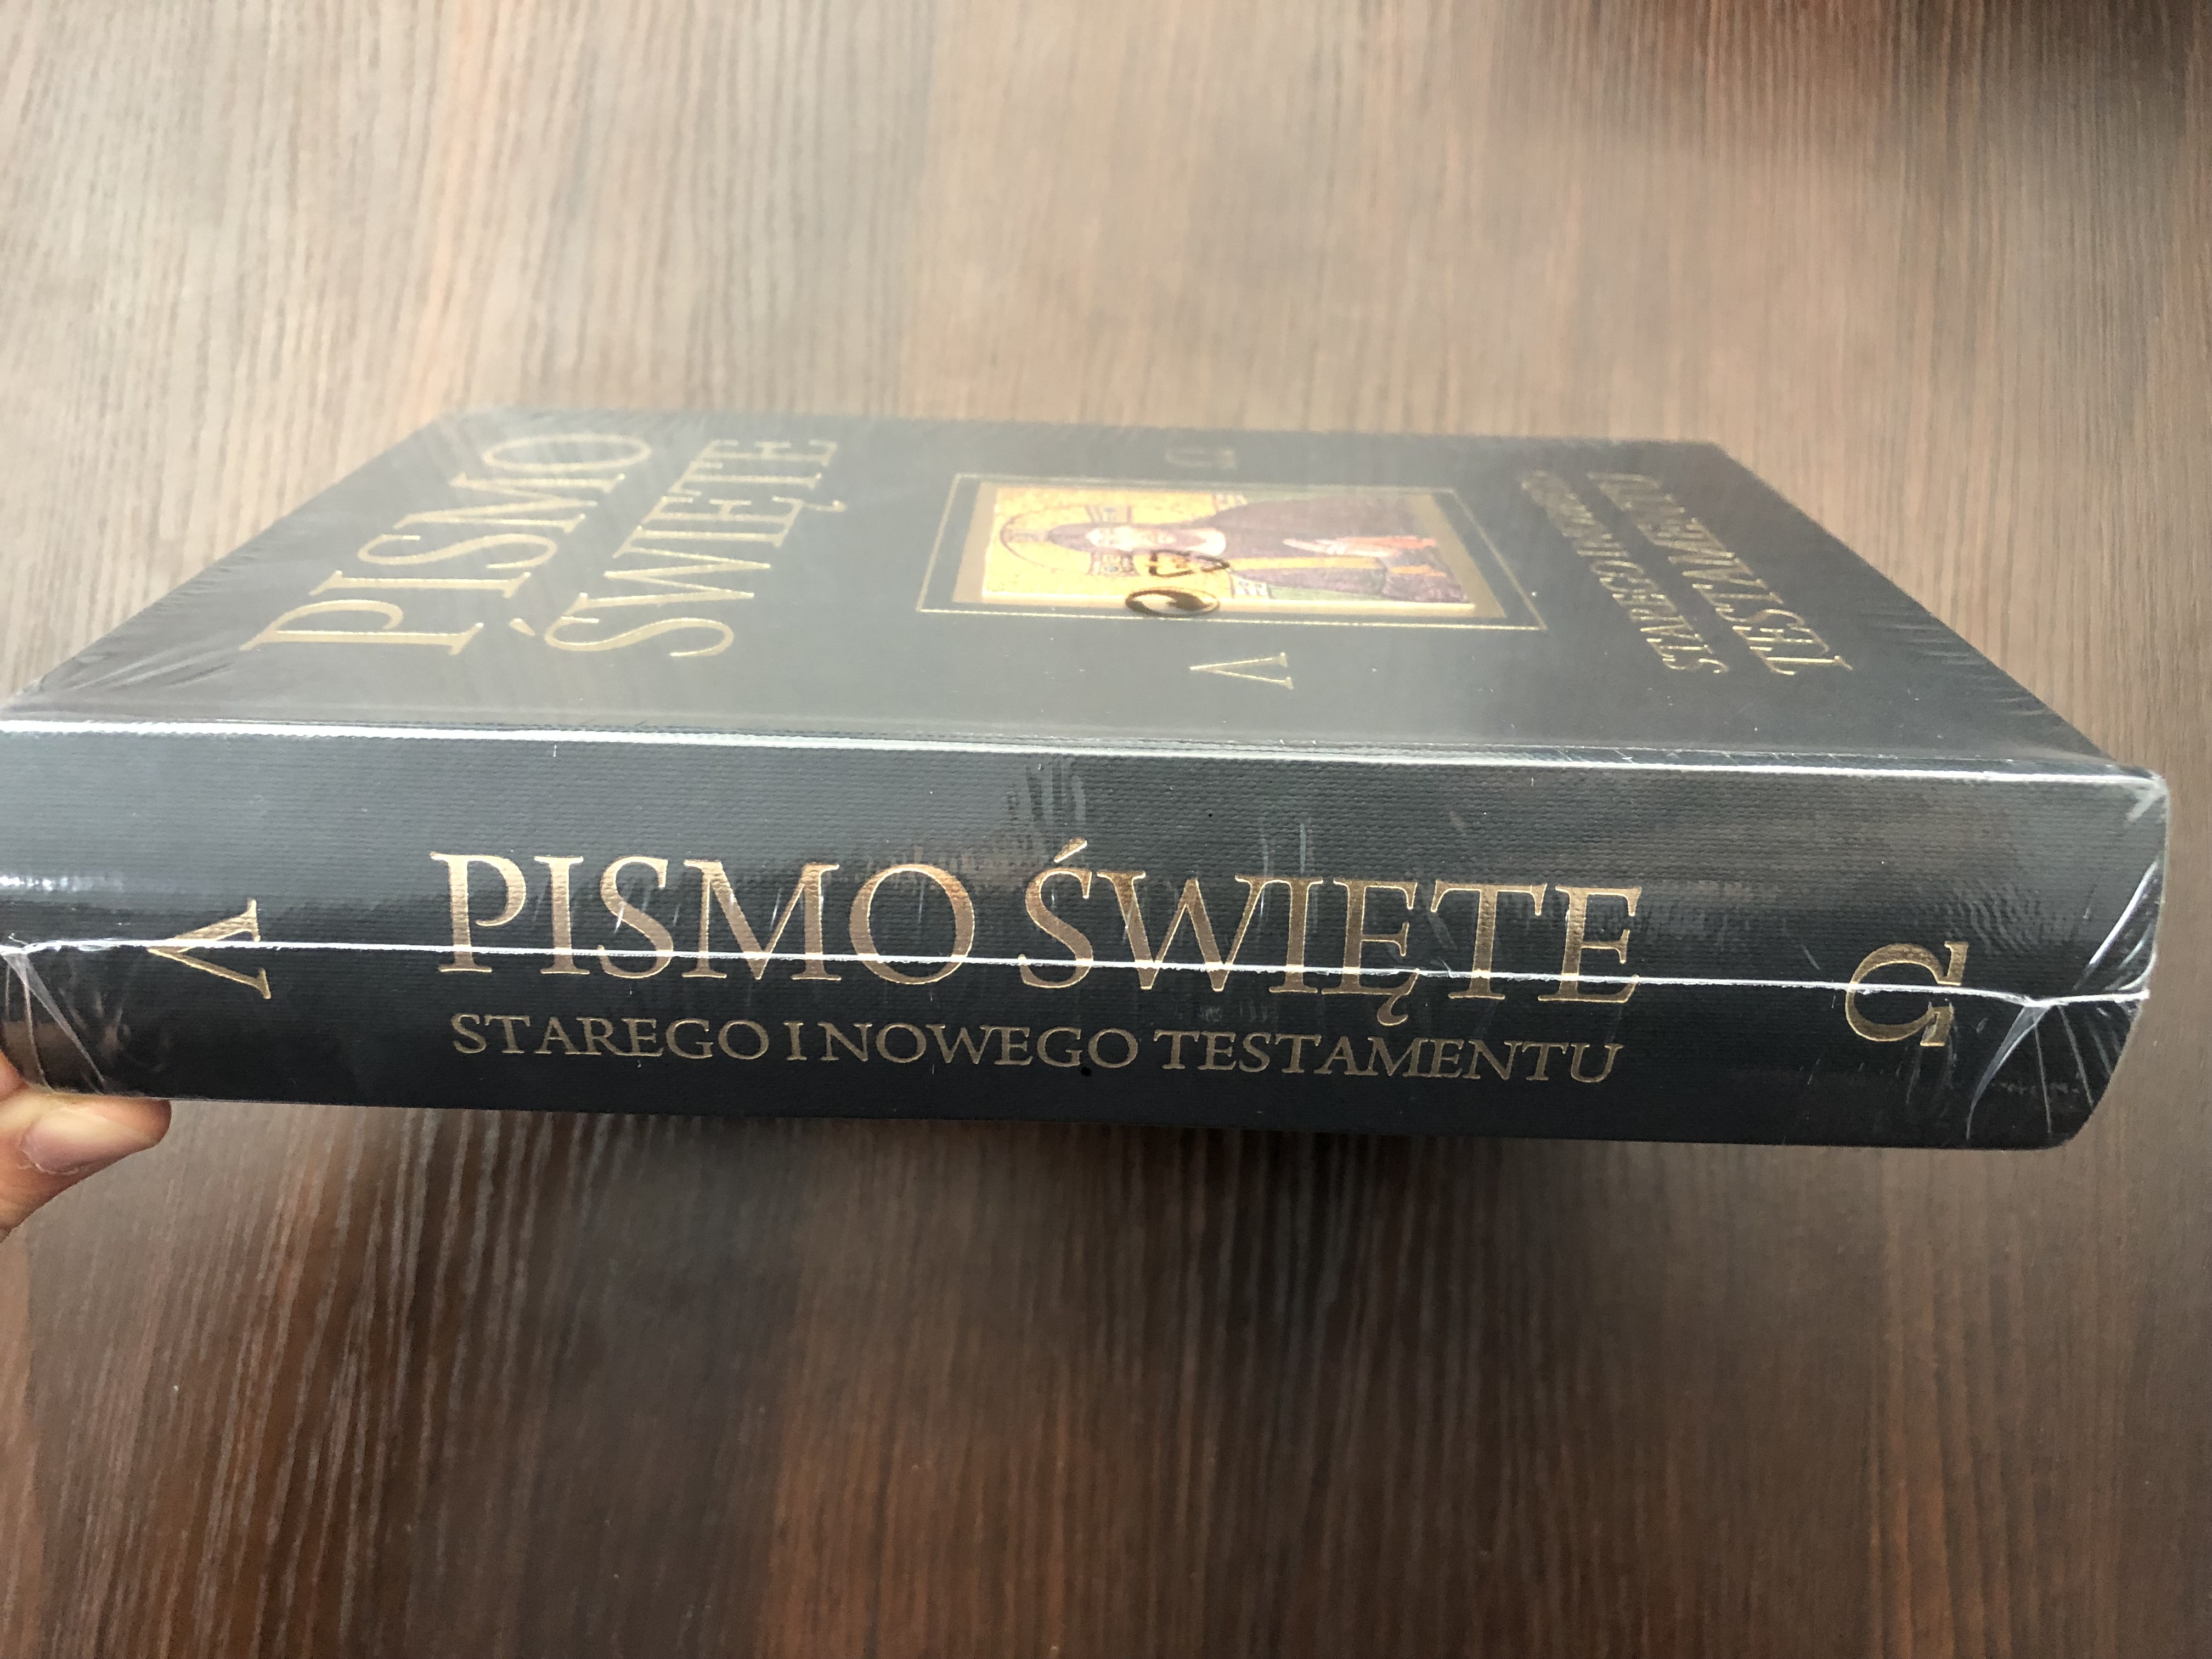 PISMO
ŚWIĘTE
V
STAREGO I NOWEGO
TESTAMENTU
V
PISMO ŚWIĘTE
STAREGO I NOWEGO TESTAMENTU